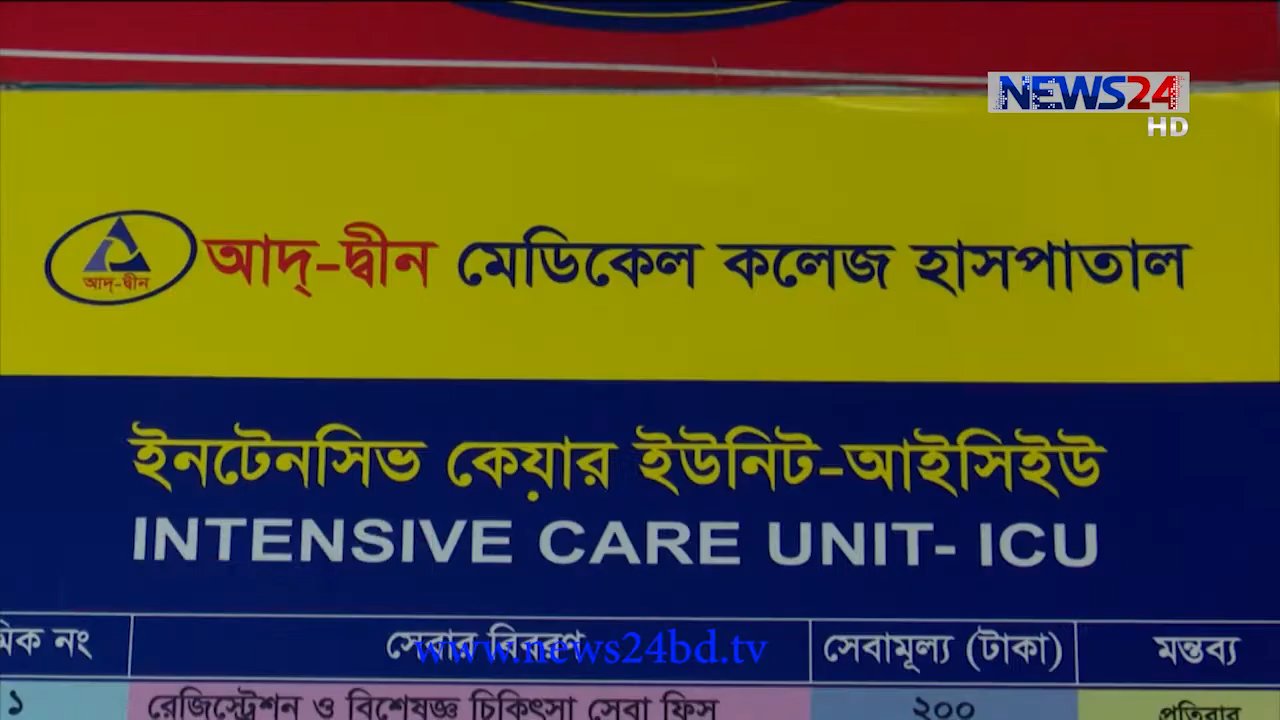 NEWS24
HD
আদ্-দ্বীন
আদ্-দ্বীন মেডিকেল কলেজ হাসপাতাল
ইনটেনসিভ কেয়ার ইউনিট-আইসিইউ
INTENSIVE CARE UNIT- ICU
নং সেবার বিবরণ সেবামূল্য (টাকা) মন্তব্য
www.news24bd.tv
১ রেজিস্ট্রেশন ও বিশেষজ্ঞ চিকিৎসা সেবা ফিস ২০০ প্রতিবার